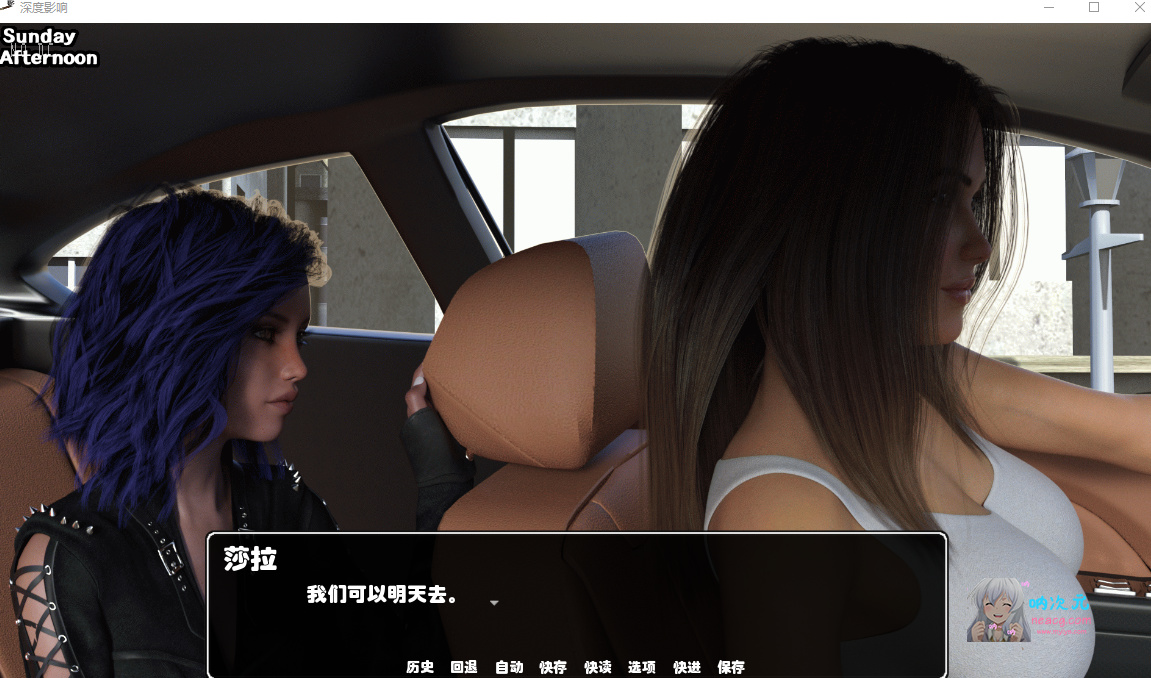 深度影响
Sunday
Afternoon
莎拉
我们可以明天去。
历史 回退 自动 快存 快读 选项 快进 保存